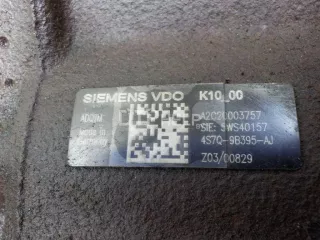 SIEMENS VDO K10_00
A2C20003757
SIE: 5WS40157
4S7Q-9B395-AJ
Z03/00829